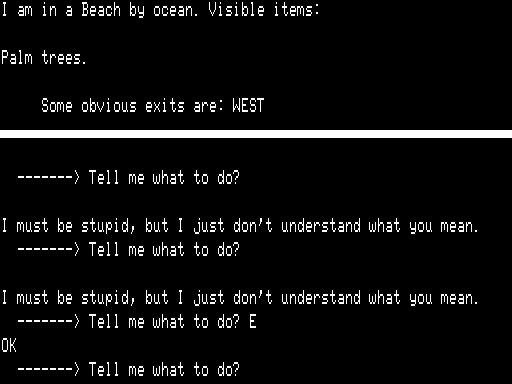 I am in a Beach by ocean. Visible items:
Palm trees.
Some obvious exits are: WEST
-------> Tell me what to do?
I must be stupid, but I just don't understand what you mean.
-------> Tell me what to do?
I must be stupid, but I just don't understand what you mean.
-------> Tell me what to do? E
OK
-------> Tell me what to do?